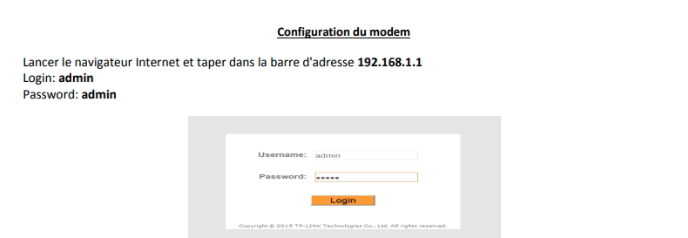 Configuration du modem
Lancer le navigateur Internet et taper dans la barre d'adresse 192.168.1.1
Login: admin
Password: admin
Username: admin
Password: •••••
Login
Copyright © 2015 TP-LINK Technologies Co., Ltd. All rights reserved.